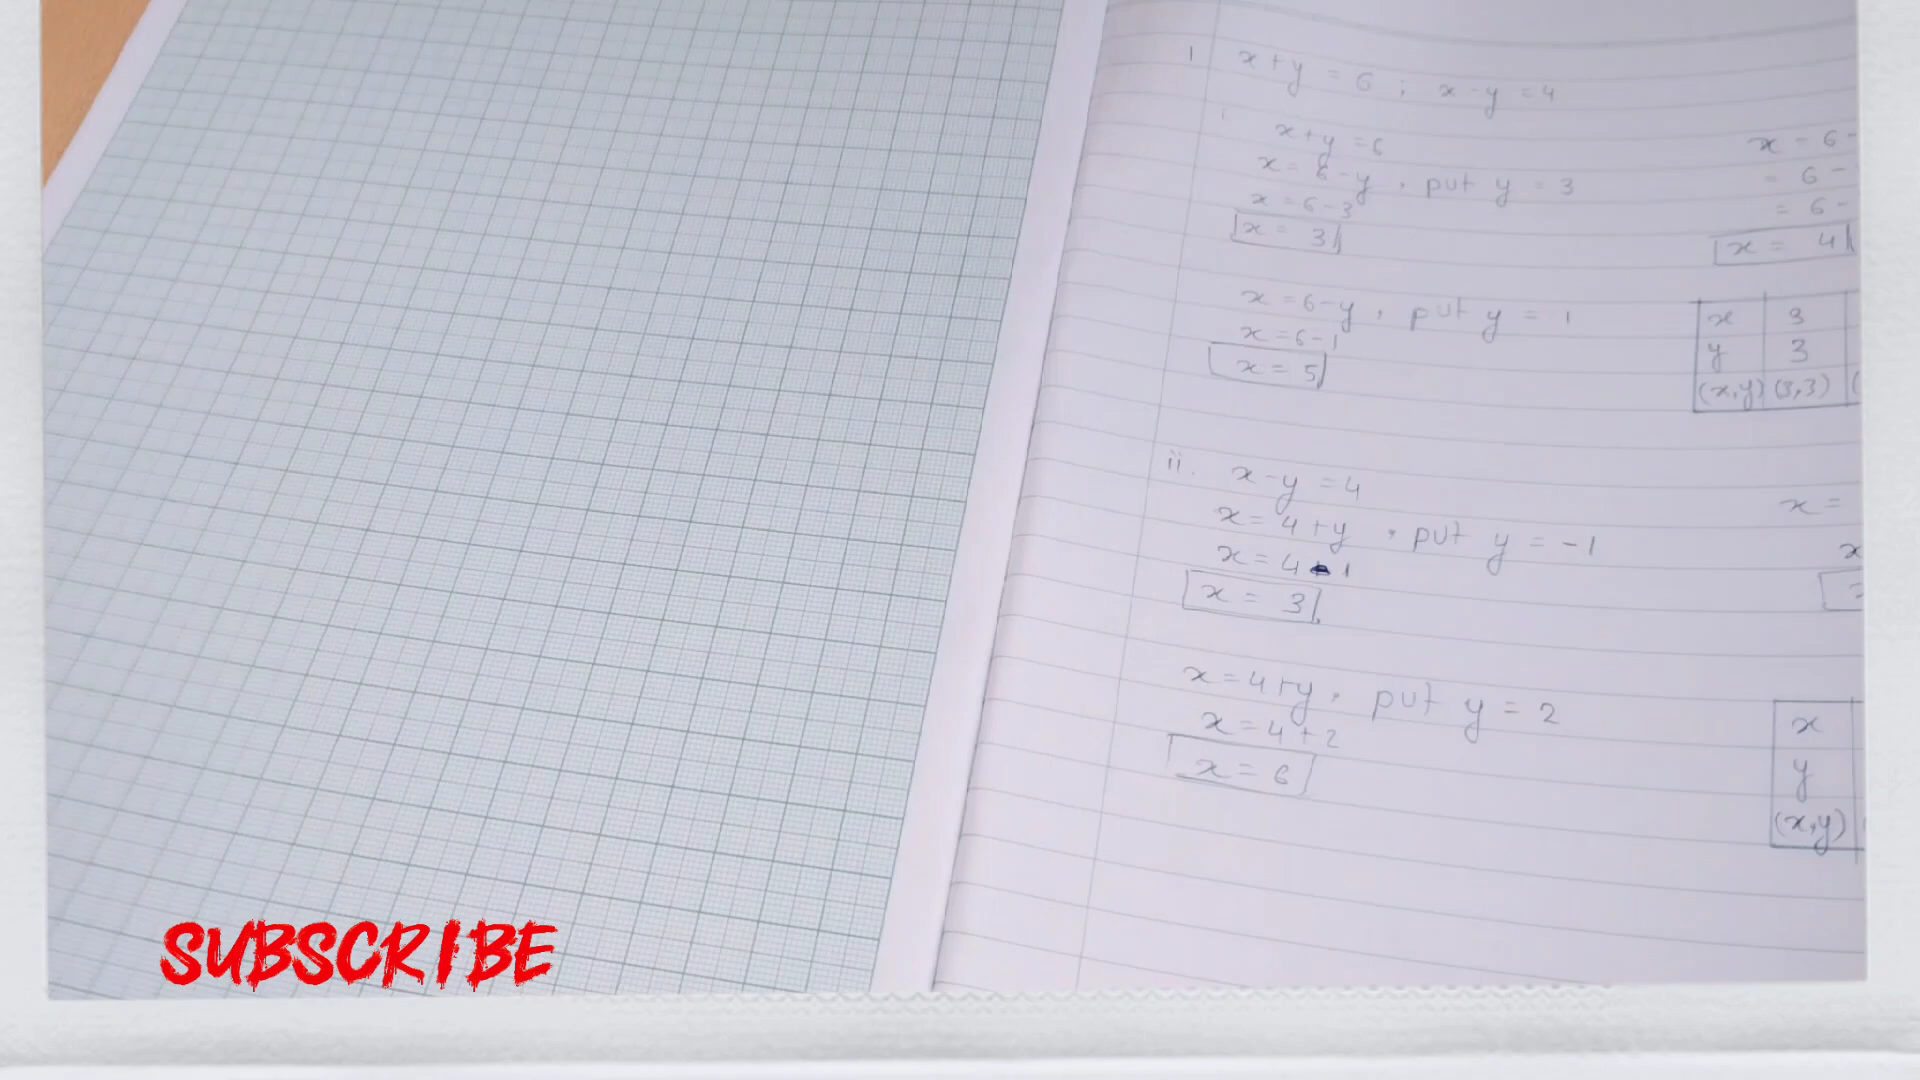 1 x + y = 6 ; x - y = 4
i x + y = 6
x = 6 - y , put y = 3
x = 6 - 3
x = 3
x = 6 -
= 6 -
= 6 -
x = 4
x = 6 - y , put y = 1
x = 6 - 1
x = 5
x 3
y 3
(x,y) (3,3) (
ii. x - y = 4
x = 4 + y , put y = -1
x = 4 - 1
x = 3
x =
x
x = 4 + y , put y = 2
x = 4 + 2
x = 6
x
y
(x,y)
SUBSCRIBE